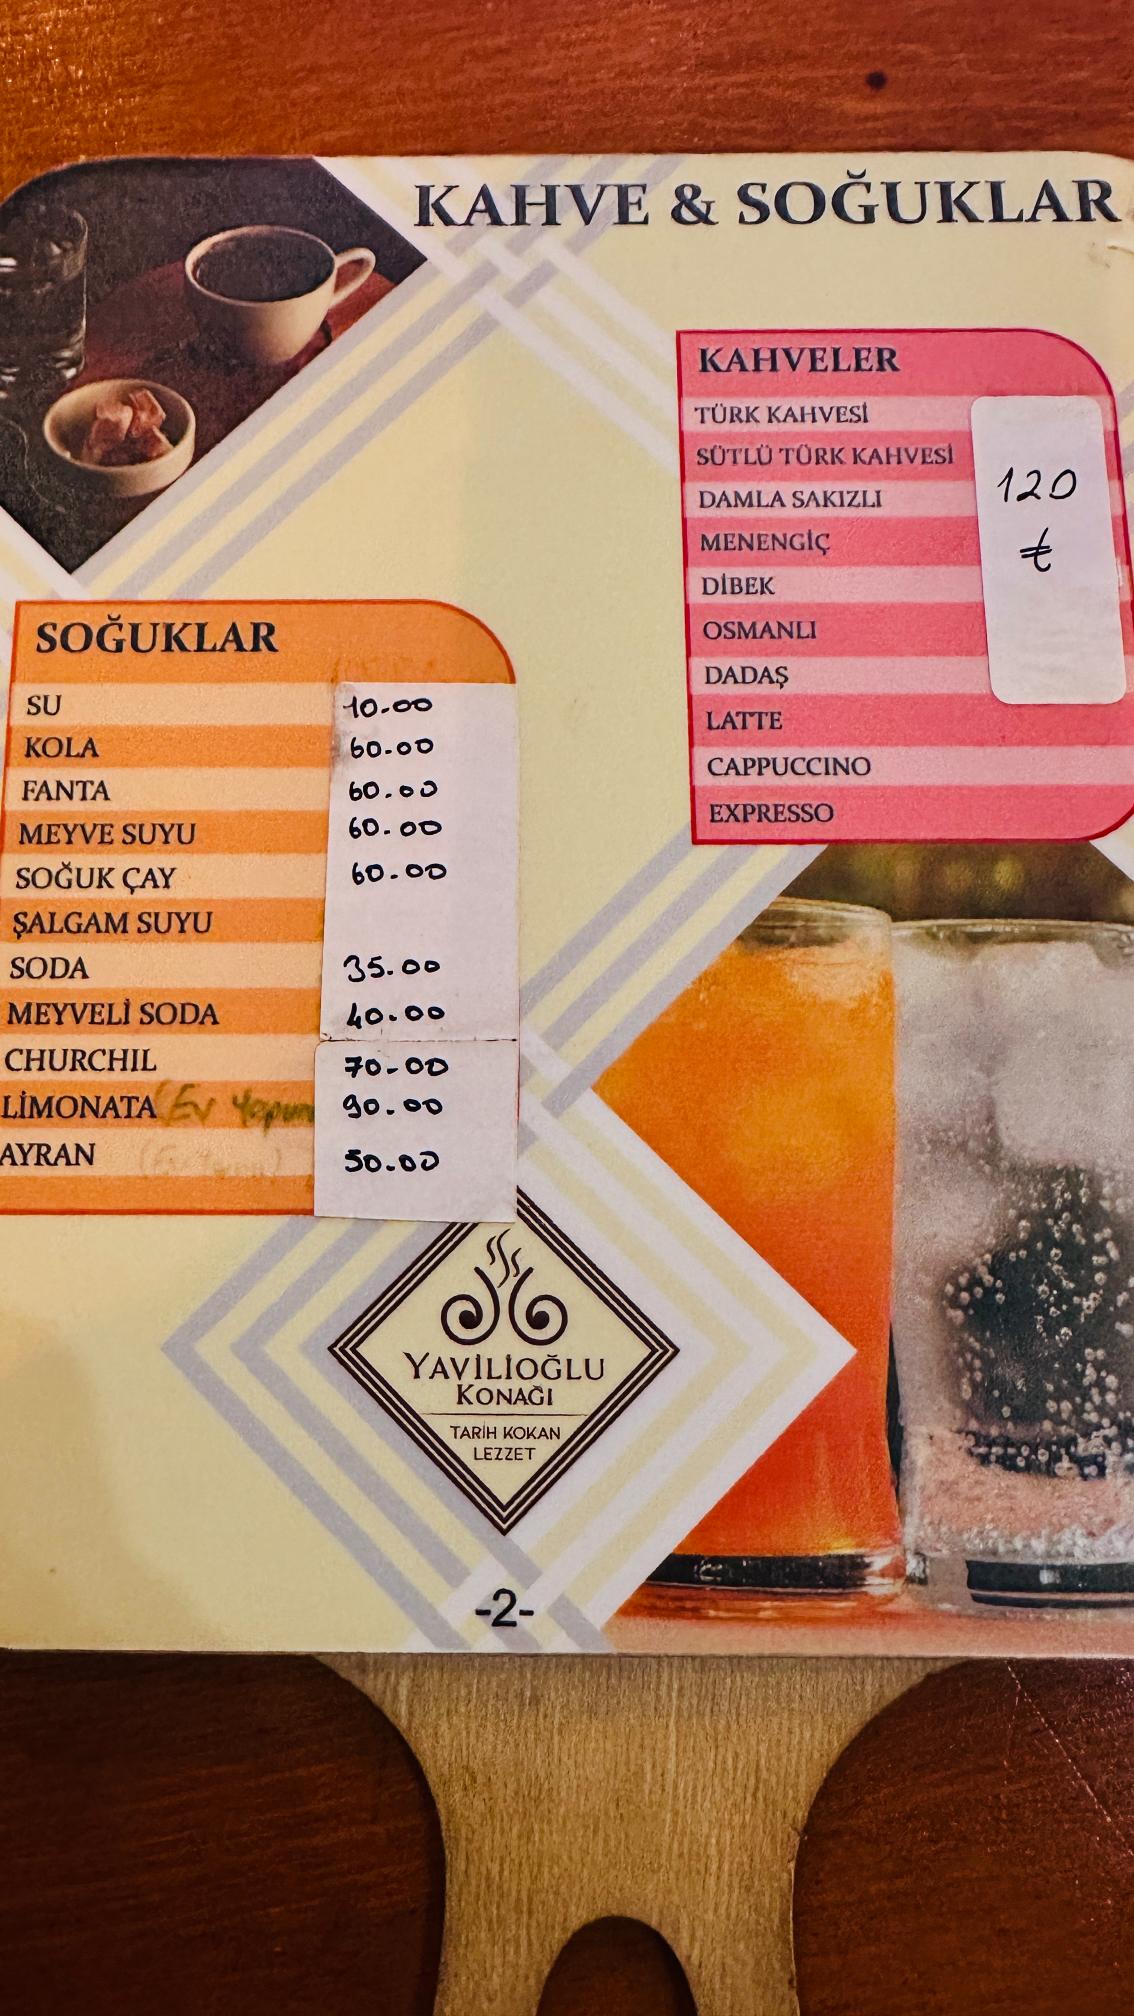 KAHVE & SOĞUKLAR
KAHVELER
TÜRK KAHVESİ
SÜTLÜ TÜRK KAHVESİ
DAMLA SAKIZLI
MENENGİÇ
DİBEK
OSMANLI
DADAŞ
LATTE
CAPPUCCINO
EXPRESSO
120
₺
SOĞUKLAR
SU 10.00
KOLA 60.00
FANTA 60.00
MEYVE SUYU 60.00
SOĞUK ÇAY 60.00
ŞALGAM SUYU
SODA 35.00
MEYVELİ SODA 40.00
CHURCHIL 70.00
LİMONATA (Ev 90.00
AYRAN 50.00
YAVİLİOĞLU
KONAĞI
TARİH KOKAN
LEZZET
-2-